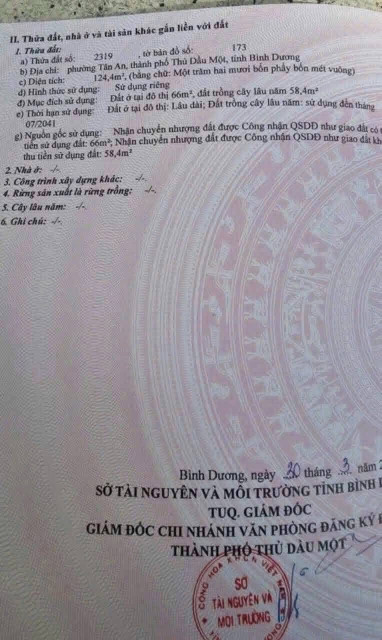 II. Thửa đất, nhà ở và tài sản khác gắn liền với đất
1. Thửa đất:
a) Thửa đất số: 2319 tờ bản đồ số: 173
b) Địa chỉ: phường Tân An, thành phố Thủ Dầu Một, tỉnh Bình Dương
c) Diện tích: 124,4m², (bằng chữ: Một trăm hai mươi bốn phẩy bốn mét vuông)
d) Hình thức sử dụng: Sử dụng riêng
đ) Mục đích sử dụng: Đất ở tại đô thị 66m², đất trồng cây lâu năm 58,4m²
e) Thời hạn sử dụng: Đất ở tại đô thị: Lâu dài; Đất trồng cây lâu năm: sử dụng đến tháng
07/2041
g) Nguồn gốc sử dụng: Nhận chuyển nhượng đất được Công nhận QSDĐ như giao đất có t
tiền sử dụng đất: 66m²; Nhận chuyển nhượng đất được Công nhận QSDĐ như giao đất kh
thu tiền sử dụng đất: 58,4m²
2. Nhà ở: -/-.
3. Công trình xây dựng khác: -/-.
4. Rừng sản xuất là rừng trồng: -/-.
5. Cây lâu năm: -/-.
6. Ghi chú: -/-.
Bình Dương, ngày 30 tháng 3 năm 2
SỞ TÀI NGUYÊN VÀ MÔI TRƯỜNG TỈNH BÌNH
TUQ. GIÁM ĐỐC
GIÁM ĐỐC CHI NHÁNH VĂN PHÒNG ĐĂNG KÝ Đ
THÀNH PHỐ THỦ DẦU MỘT
SỞ
TÀI NGUYÊN VÀ
MÔI TRƯỜNG